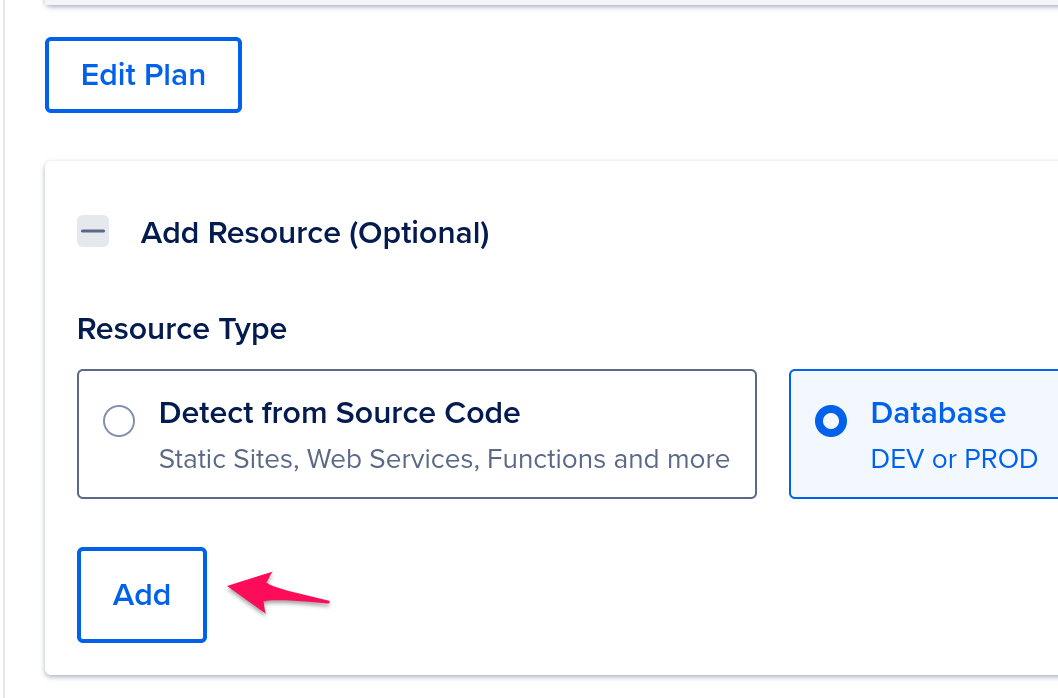 Edit Plan
Add Resource (Optional)
Resource Type
Detect from Source Code
Static Sites, Web Services, Functions and more
Database
DEV or PROD
Add